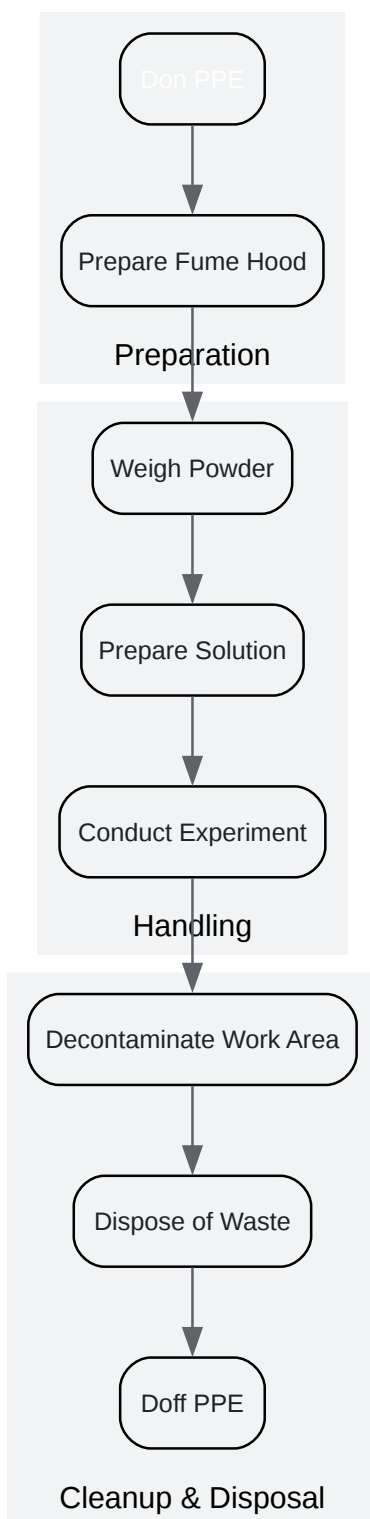 Don PPE
Prepare Fume Hood
Preparation
Weigh Powder
Prepare Solution
Conduct Experiment
Handling
Decontaminate Work Area
Dispose of Waste
Doff PPE
Cleanup & Disposal